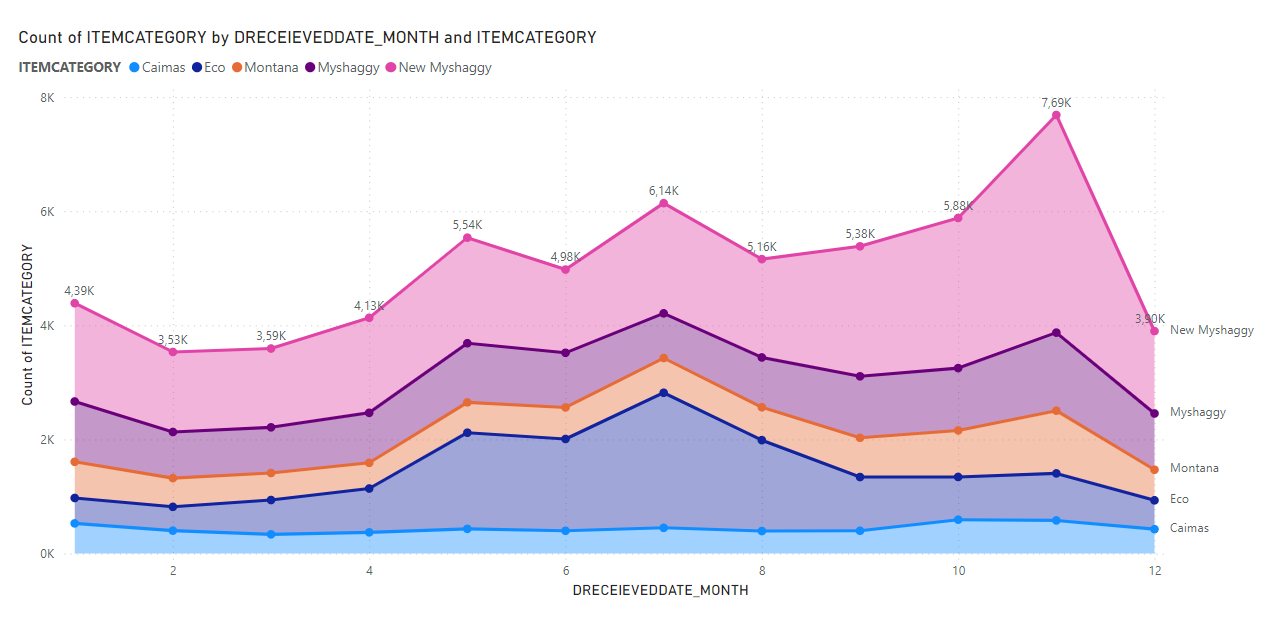 Count of ITEMCATEGORY by DRECEIEVEDDATE_MONTH and ITEMCATEGORY
ITEMCATEGORY Caimas Eco Montana Myshaggy New Myshaggy
8K
7,69K
6,14K
6K
5,88K
5,54K
5,38K
5,16K
4,98K
4,39K
4,13K
4K
3,90K
3,59K
3,53K
New Myshaggy
Myshaggy
2K
Montana
Eco
Caimas
0K
2 4 6 8 10 12
DRECEIEVEDDATE_MONTH
Count of ITEMCATEGORY